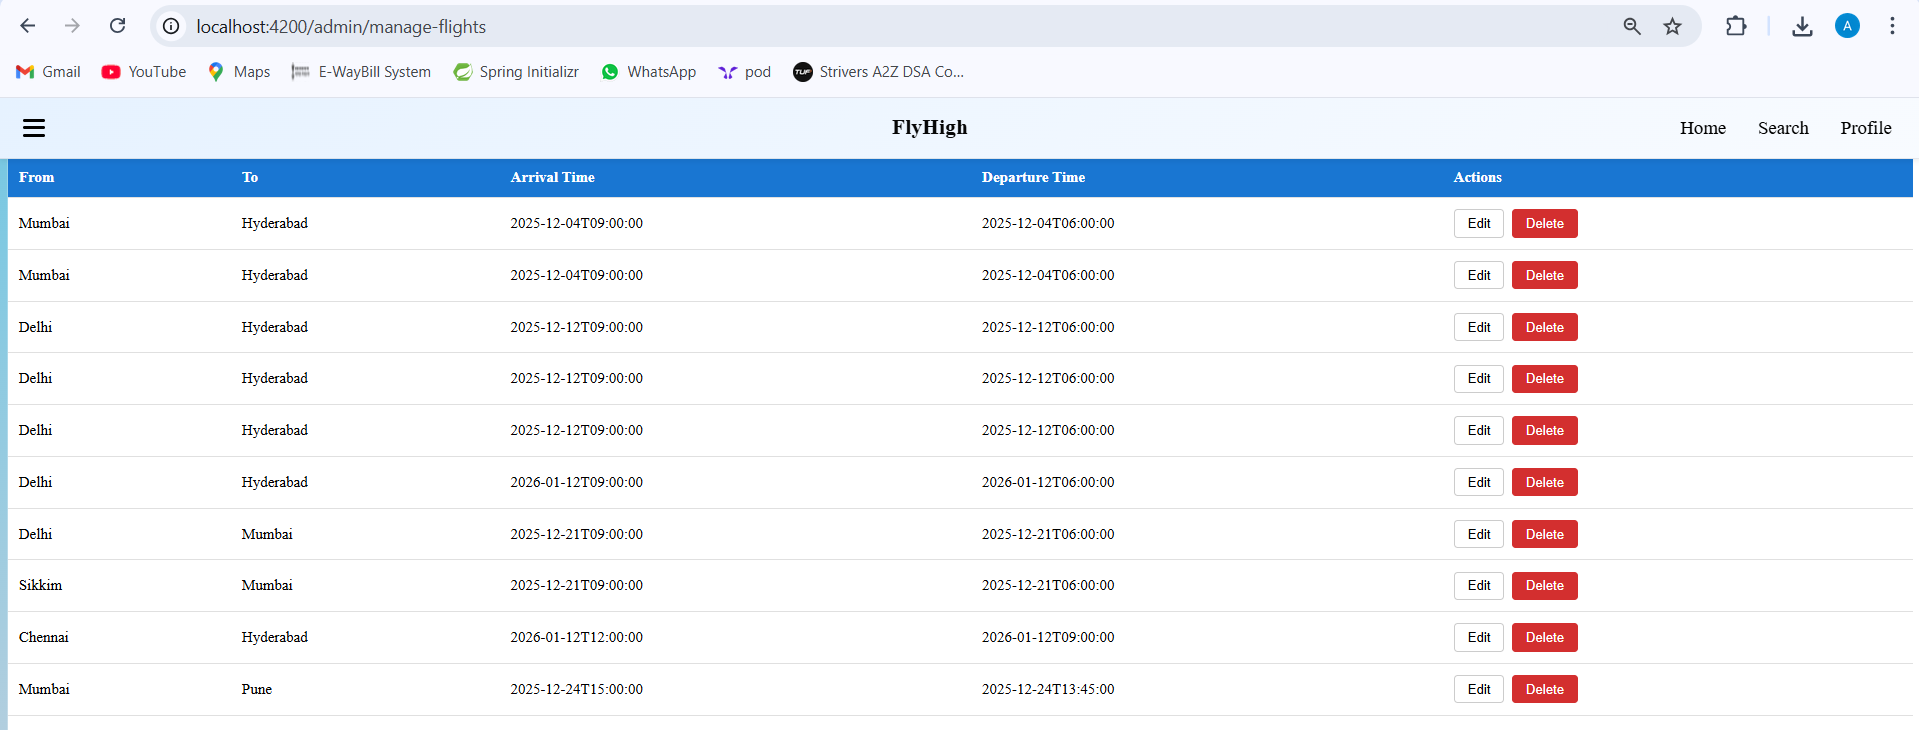 localhost:4200/admin/manage-flights
A
Gmail YouTube Maps E-WayBill System Spring Initializr WhatsApp pod TUF Strivers A2Z DSA Co...
FlyHigh Home Search Profile
From To Arrival Time Departure Time Actions
Mumbai Hyderabad 2025-12-04T09:00:00 2025-12-04T06:00:00 Edit Delete
Mumbai Hyderabad 2025-12-04T09:00:00 2025-12-04T06:00:00 Edit Delete
Delhi Hyderabad 2025-12-12T09:00:00 2025-12-12T06:00:00 Edit Delete
Delhi Hyderabad 2025-12-12T09:00:00 2025-12-12T06:00:00 Edit Delete
Delhi Hyderabad 2025-12-12T09:00:00 2025-12-12T06:00:00 Edit Delete
Delhi Hyderabad 2026-01-12T09:00:00 2026-01-12T06:00:00 Edit Delete
Delhi Mumbai 2025-12-21T09:00:00 2025-12-21T06:00:00 Edit Delete
Sikkim Mumbai 2025-12-21T09:00:00 2025-12-21T06:00:00 Edit Delete
Chennai Hyderabad 2026-01-12T12:00:00 2026-01-12T09:00:00 Edit Delete
Mumbai Pune 2025-12-24T15:00:00 2025-12-24T13:45:00 Edit Delete